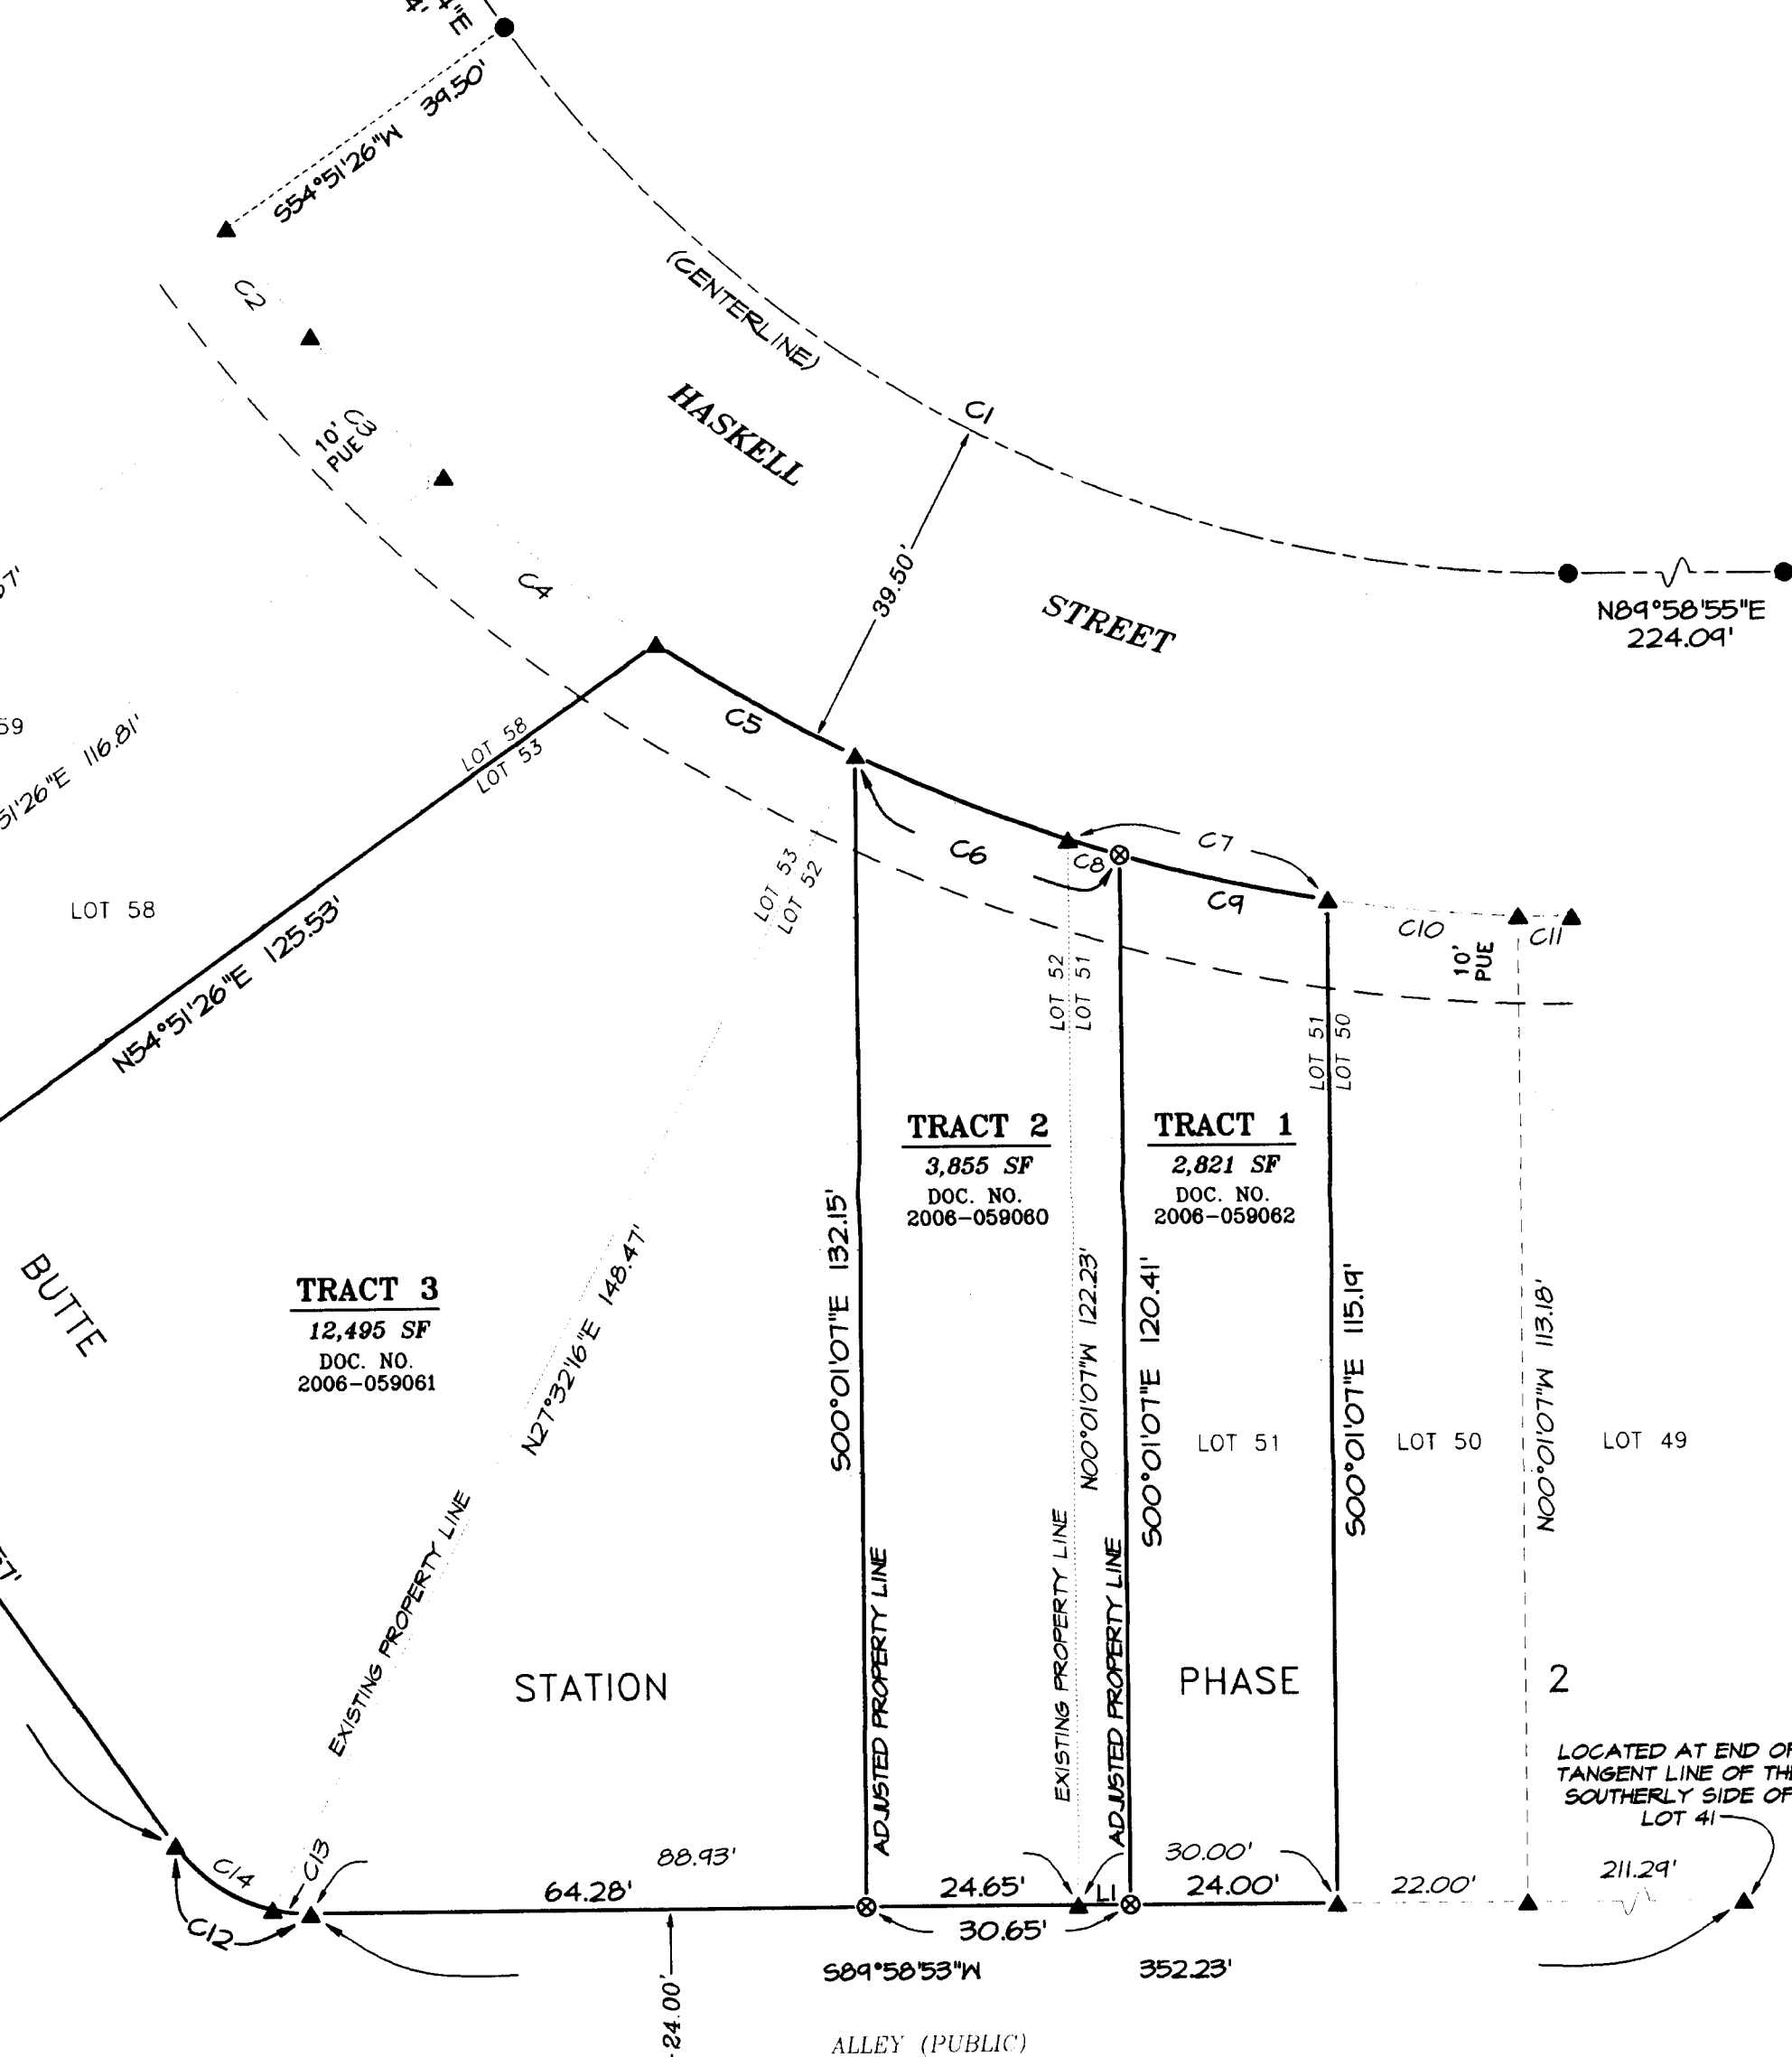 4"E
S54°51'26"W 39.50'
C2
10'
PUE
C3
C4
(CENTERLINE)
C1
HASKELL
STREET
39.50'
N89°58'55"E
224.09'
C5
C6
C7
C8
C9
C10
C11
10'
PUE
LOT 58
LOT 53
LOT 53
LOT 52
LOT 52
LOT 51
LOT 51
LOT 50
59
51'26"E 116.81'
LOT 58
N54°51'26"E 125.53'
TRACT 2
3,855 SF
DOC. NO.
2006-059060
TRACT 1
2,821 SF
DOC. NO.
2006-059062
TRACT 3
12,495 SF
DOC. NO.
2006-059061
BUTTE
N27°32'16"E 148.47'
EXISTING PROPERTY LINE
S00°01'07"E 132.15'
ADJUSTED PROPERTY LINE
N00°01'07"W 122.23'
EXISTING PROPERTY LINE
S00°01'07"E 120.41'
ADJUSTED PROPERTY LINE
S00°01'07"E 115.19'
N00°01'07"W 113.18'
LOT 51
LOT 50
LOT 49
STATION
PHASE
2
LOCATED AT END OF
TANGENT LINE OF THE
SOUTHERLY SIDE OF
LOT 41
C14
C13
C12
88.93'
64.28'
24.65'
L1
30.00'
24.00'
22.00'
211.29'
30.65'
S89°58'53"W 352.23'
24.00'
ALLEY (PUBLIC)